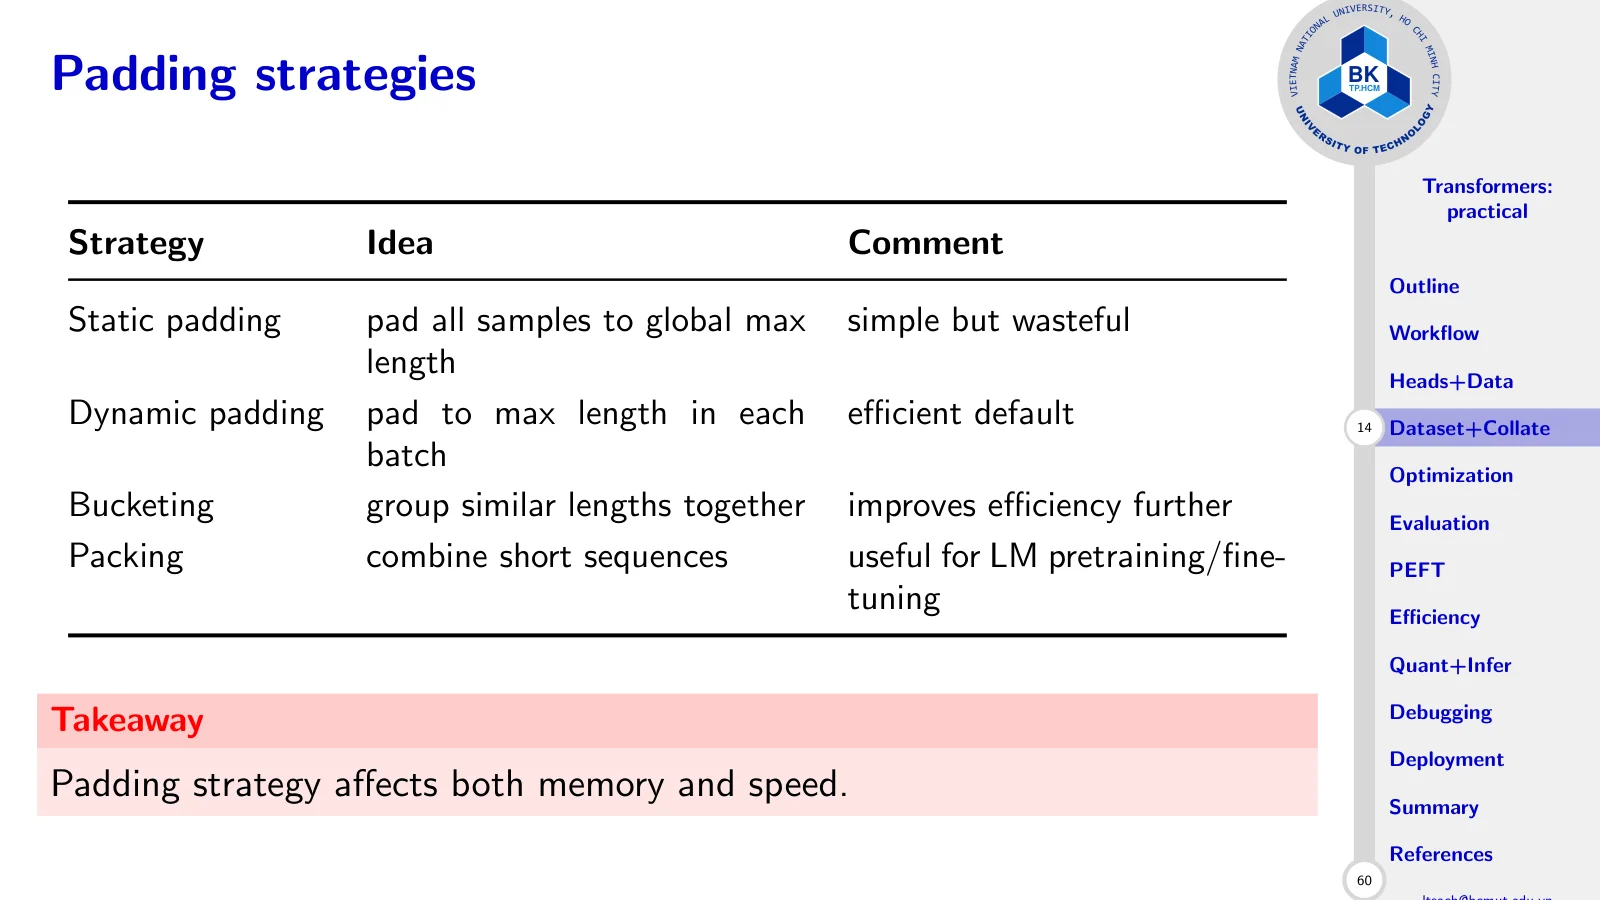 Padding strategies
Strategy Idea Comment
Static padding pad all samples to global max simple but wasteful
length
Dynamic padding pad to max length in each efficient default
batch
Bucketing group similar lengths together improves efficiency further
Packing combine short sequences useful for LM pretraining/fine-
tuning
Takeaway
Padding strategy affects both memory and speed.
VIETNAM NATIONAL UNIVERSITY, HO CHI MINH CITY
BK
TP.HCM
UNIVERSITY OF TECHNOLOGY
Transformers:
practical
Outline
Workflow
Heads+Data
14 Dataset+Collate
Optimization
Evaluation
PEFT
Efficiency
Quant+Infer
Debugging
Deployment
Summary
References
60